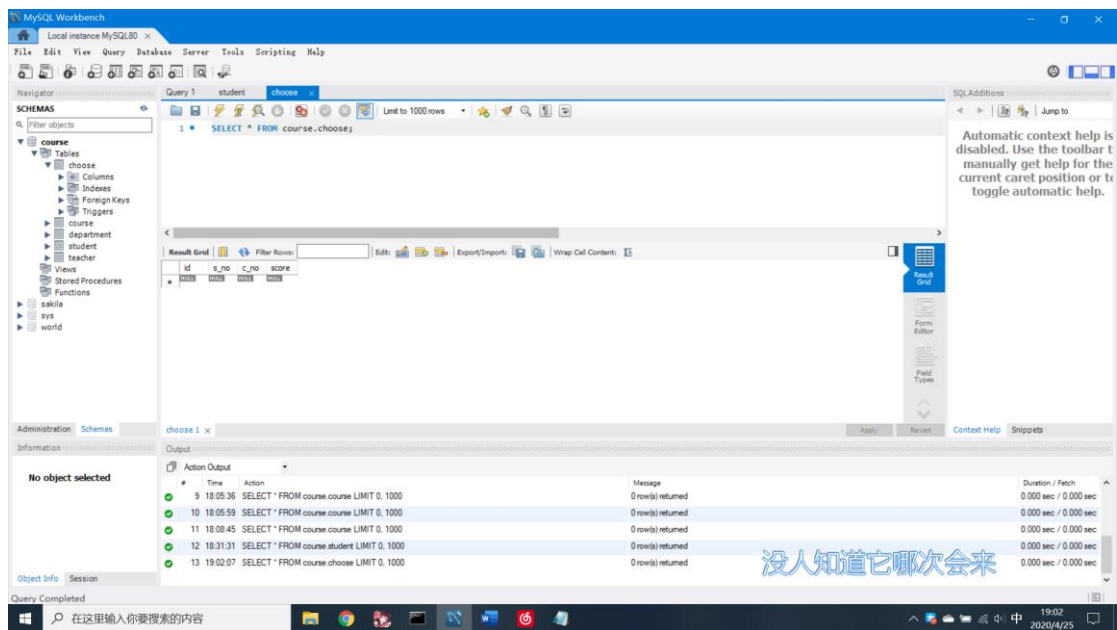 MySQL Workbench
Local instance MySQL80
File Edit View Query Database Server Tools Scripting Help
Navigator
SCHEMAS
Filter objects
course
Tables
choose
Columns
Indexes
Foreign Keys
Triggers
course
department
student
teacher
Views
Stored Procedures
Functions
sakila
sys
world
Administration Schemas
Information
No object selected
Object Info Session
Query 1 student choose
Limit to 1000 rows
1 SELECT * FROM course.choose;
Result Grid Filter Rows: Edit: Export/Import: Wrap Cell Content:
id s_no c_no score
NULL NULL NULL NULL
Result Grid
Form Editor
Field Types
choose 1 Apply Revert
SQLAdditions
Jump to
Automatic context help is
disabled. Use the toolbar t
manually get help for the
current caret position or to
toggle automatic help.
Context Help Snippets
Output
Action Output
# Time Action Message Duration / Fetch
9 18:05:36 SELECT * FROM course.course LIMIT 0, 1000 0 row(s) returned 0.000 sec / 0.000 sec
10 18:05:59 SELECT * FROM course.course LIMIT 0, 1000 0 row(s) returned 0.000 sec / 0.000 sec
11 18:08:45 SELECT * FROM course.course LIMIT 0, 1000 0 row(s) returned 0.000 sec / 0.000 sec
12 18:31:31 SELECT * FROM course.student LIMIT 0, 1000 0 row(s) returned 0.000 sec / 0.000 sec
13 19:02:07 SELECT * FROM course.choose LIMIT 0, 1000 0 row(s) returned 0.000 sec / 0.000 sec
没人知道它哪次会来
Query Completed
在这里输入你要搜索的内容
中
19:02
2020/4/25